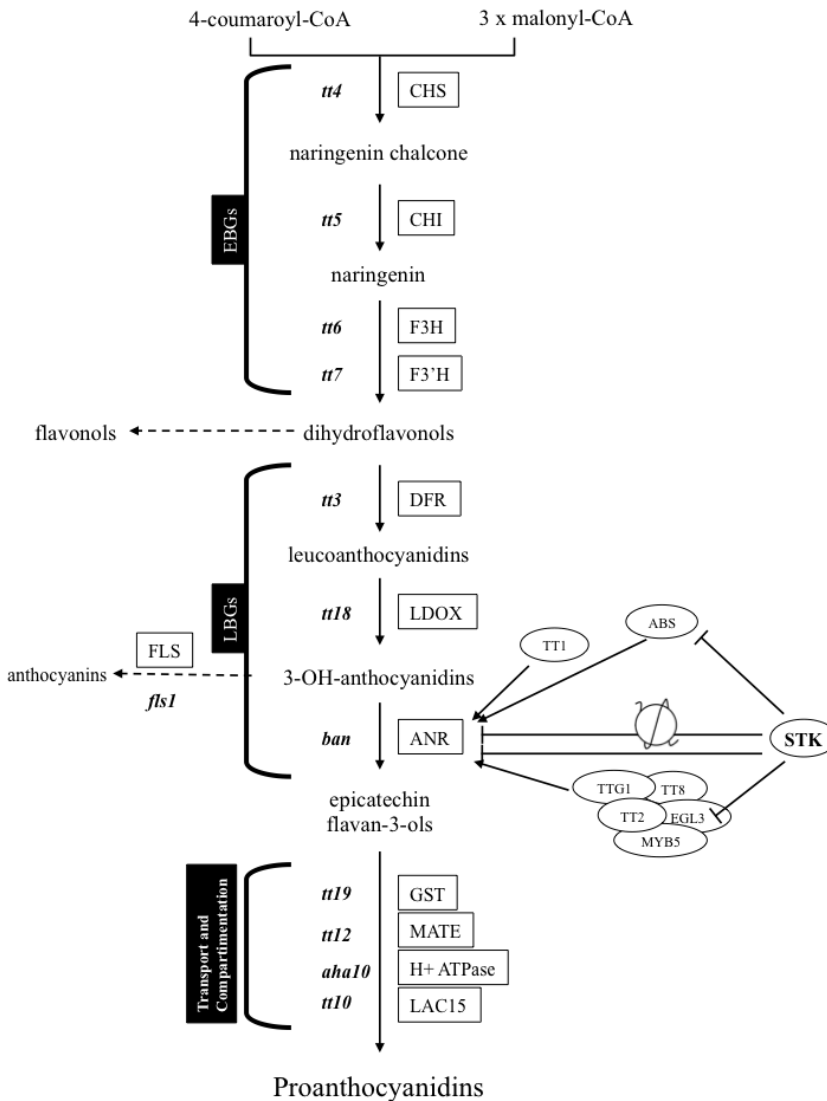 4-coumaroyl-CoA
3 x malonyl-CoA
tt4
CHS
naringenin chalcone
EBGs
tt5
CHI
naringenin
tt6
F3H
tt7
F3’H
flavonols
dihydroflavonols
tt3
DFR
leucoanthocyanidins
LBGs
tt18
LDOX
ABS
TT1
FLS
anthocyanins
fls1
3-OH-anthocyanidins
ban
ANR
STK
TTG1
TT8
TT2
EGL3
MYB5
epicatechin
flavan-3-ols
Transport and
Compartimentation
tt19
GST
tt12
MATE
aha10
H+ ATPase
tt10
LAC15
Proanthocyanidins